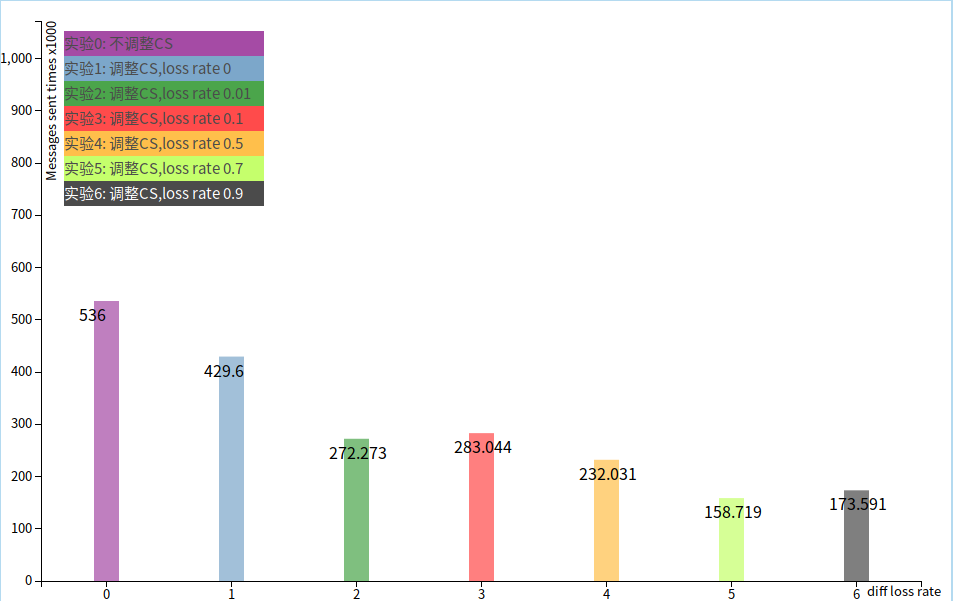 Messages sent times x1000
1,000
900
800
700
600
500
400
300
200
100
0
实验0: 不调整CS
实验1: 调整CS,loss rate 0
实验2: 调整CS,loss rate 0.01
实验3: 调整CS,loss rate 0.1
实验4: 调整CS,loss rate 0.5
实验5: 调整CS,loss rate 0.7
实验6: 调整CS,loss rate 0.9
536
429.6
272.273
283.044
232.031
158.719
173.591
0 1 2 3 4 5 6 diff loss rate